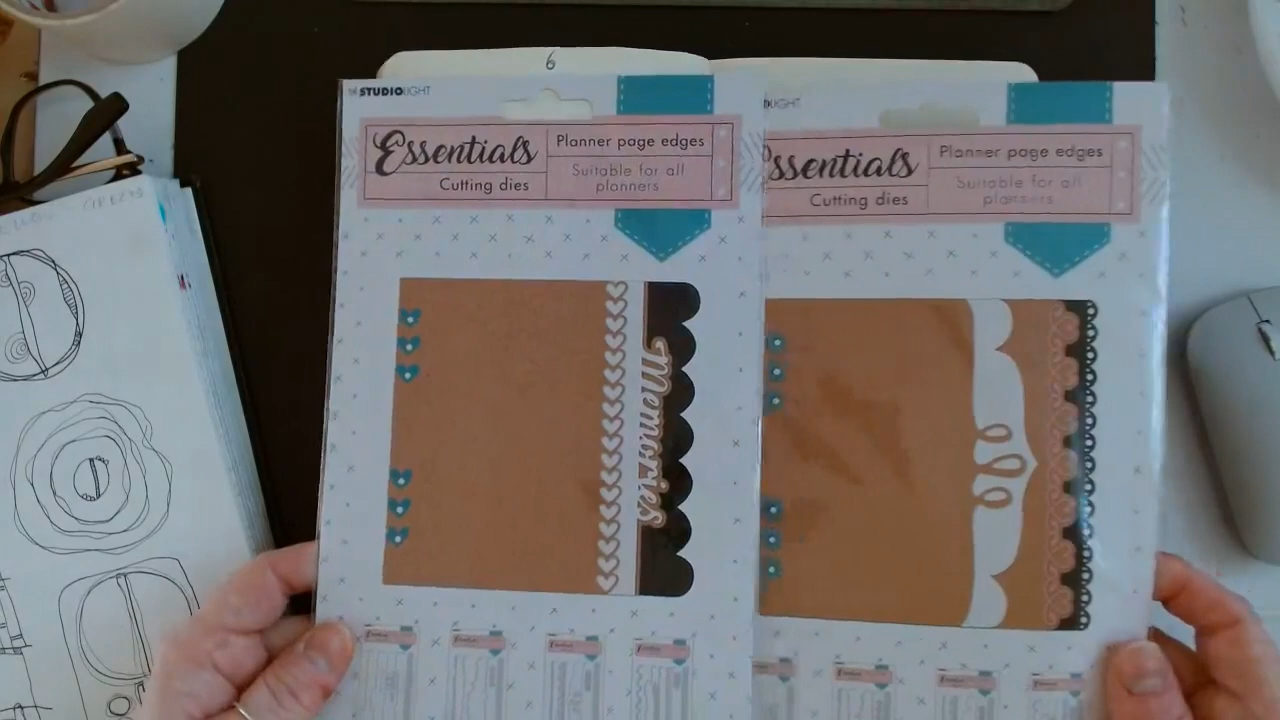 6
STUDIOLIGHT
Essentials
Cutting dies
Planner page edges
Suitable for all
planners
Memories
LIGHT
ssentials
Cutting dies
Planner page edges
Suitable for all
planners